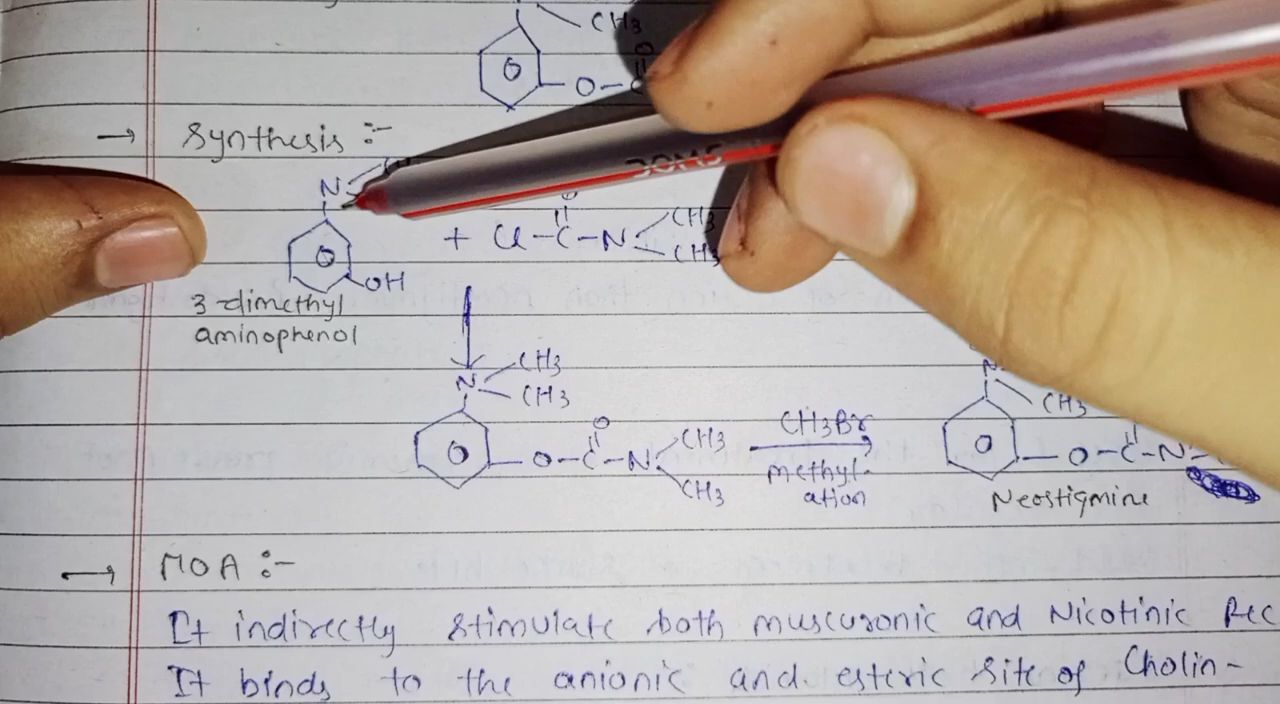 CH3
O
O
O-C
→ Synthesis :-
N
O
+ Cl-C-N
CH3
CH3
DOMS
OH
3-dimethyl
aminophenol
N
CH3
CH3
O
O-C-N
CH3
CH3
CH3Br
methyl-
ation
N
CH3
O-C-N
Neostigmine
→ MOA :-
It indirectly stimulate both muscuronic and Nicotinic Rec
It binds to the anionic and esteric site of Cholin-